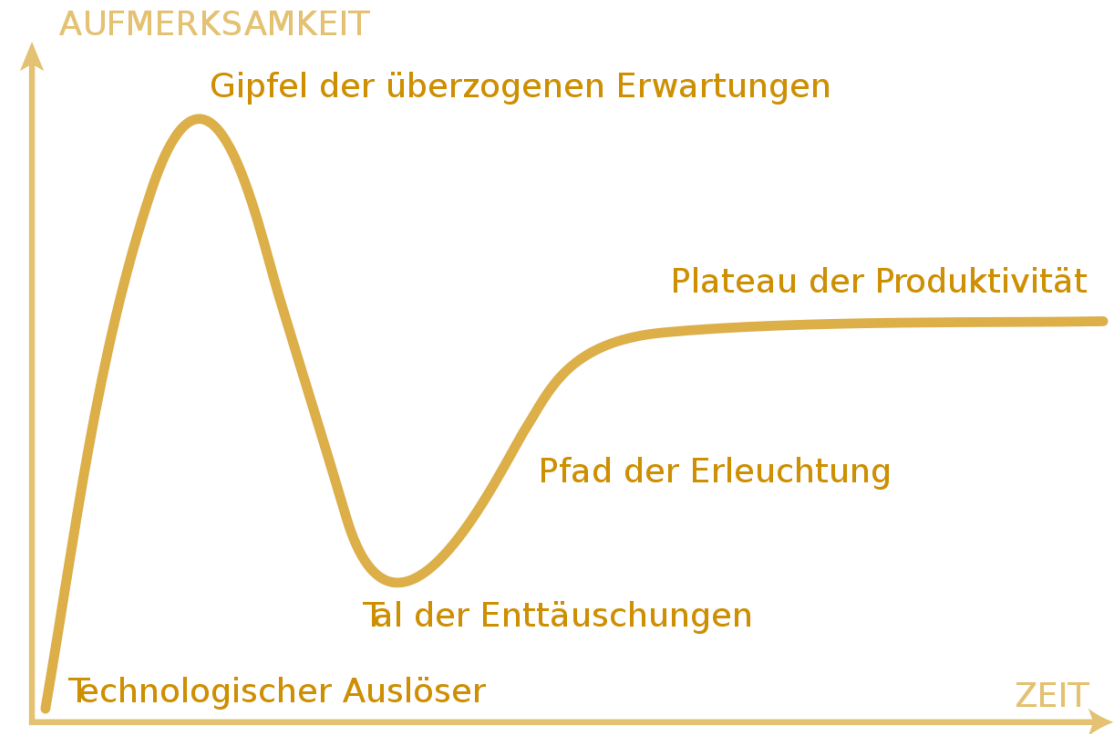 AUFMERKSAMKEIT
Gipfel der überzogenen Erwartungen
Plateau der Produktivität
Pfad der Erleuchtung
Tal der Enttäuschungen
Technologischer Auslöser
ZEIT